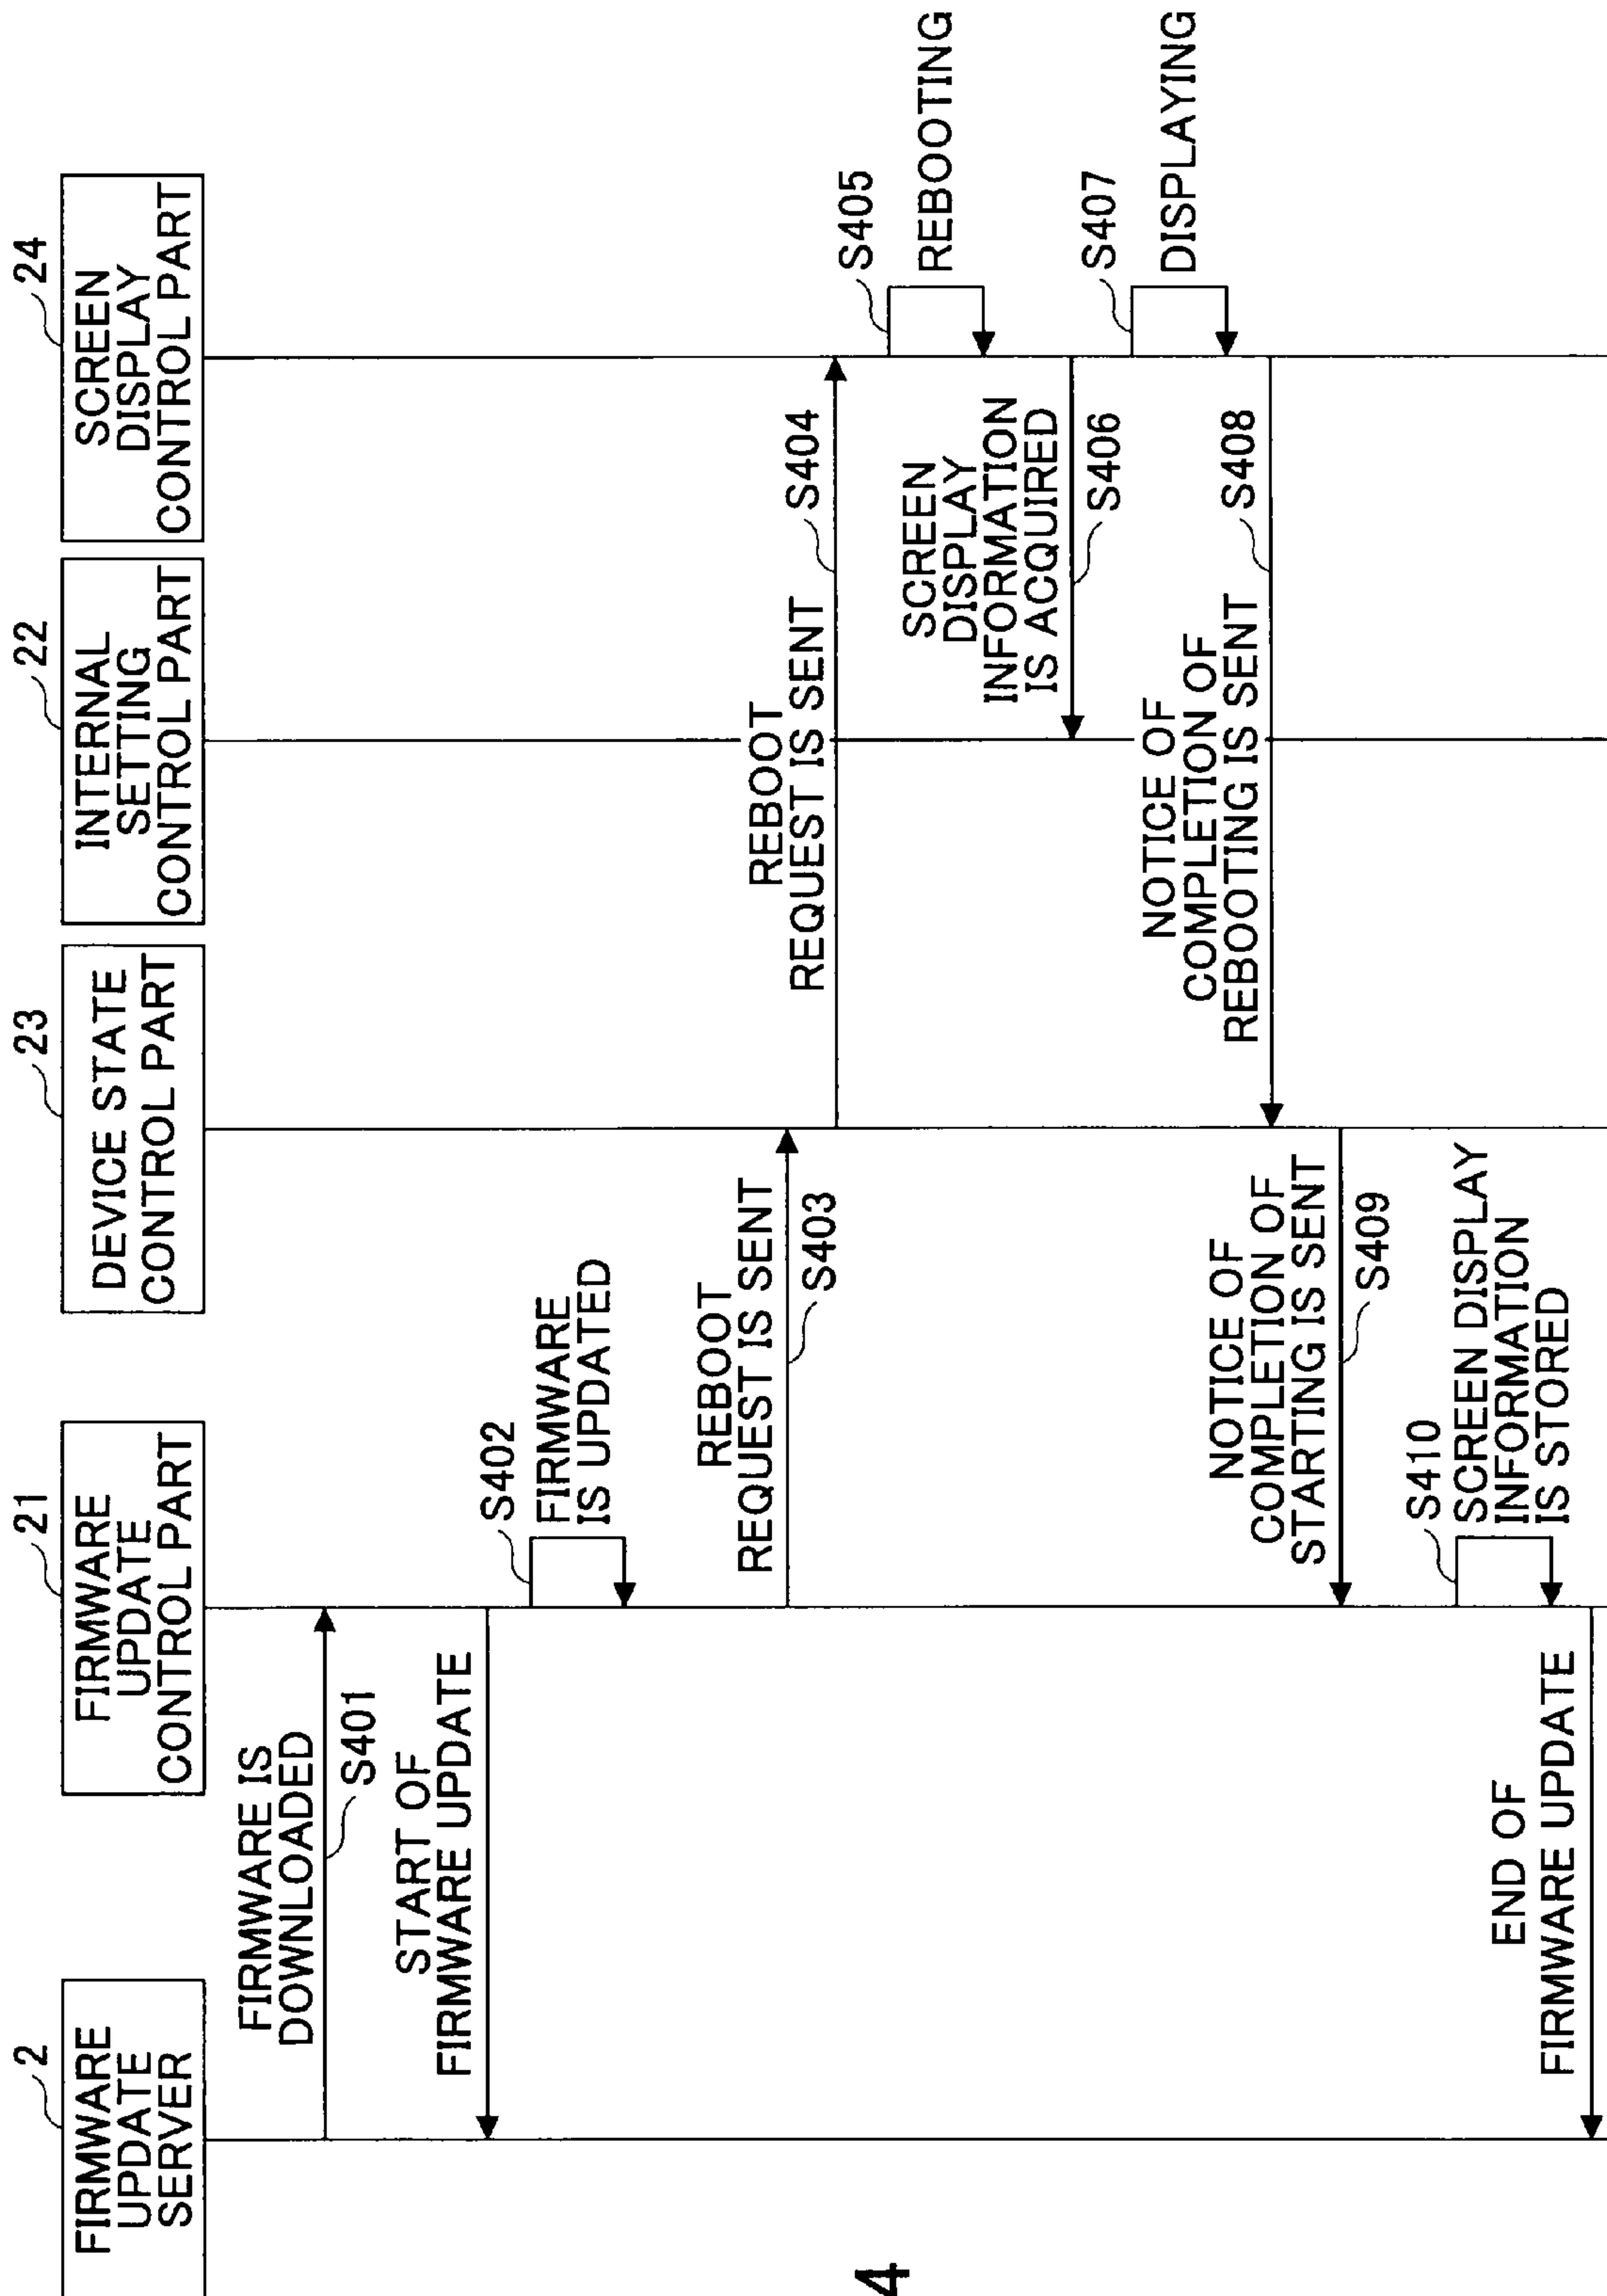 2
FIRMWARE
UPDATE
SERVER
21
FIRMWARE
UPDATE
CONTROL PART
23
DEVICE STATE
CONTROL PART
22
INTERNAL
SETTING
CONTROL PART
24
SCREEN
DISPLAY
CONTROL PART
FIRMWARE IS
DOWNLOADED
S401
START OF
FIRMWARE UPDATE
S402
FIRMWARE
IS UPDATED
REBOOT
REQUEST IS SENT
S403
REBOOT
REQUEST IS SENT
S404
S405
REBOOTING
SCREEN
DISPLAY
INFORMATION
IS ACQUIRED
S406
S407
DISPLAYING
NOTICE OF
COMPLETION OF
REBOOTING IS SENT
S408
NOTICE OF
COMPLETION OF
STARTING IS SENT
S409
S410
SCREEN DISPLAY
INFORMATION
IS STORED
END OF
FIRMWARE UPDATE
4